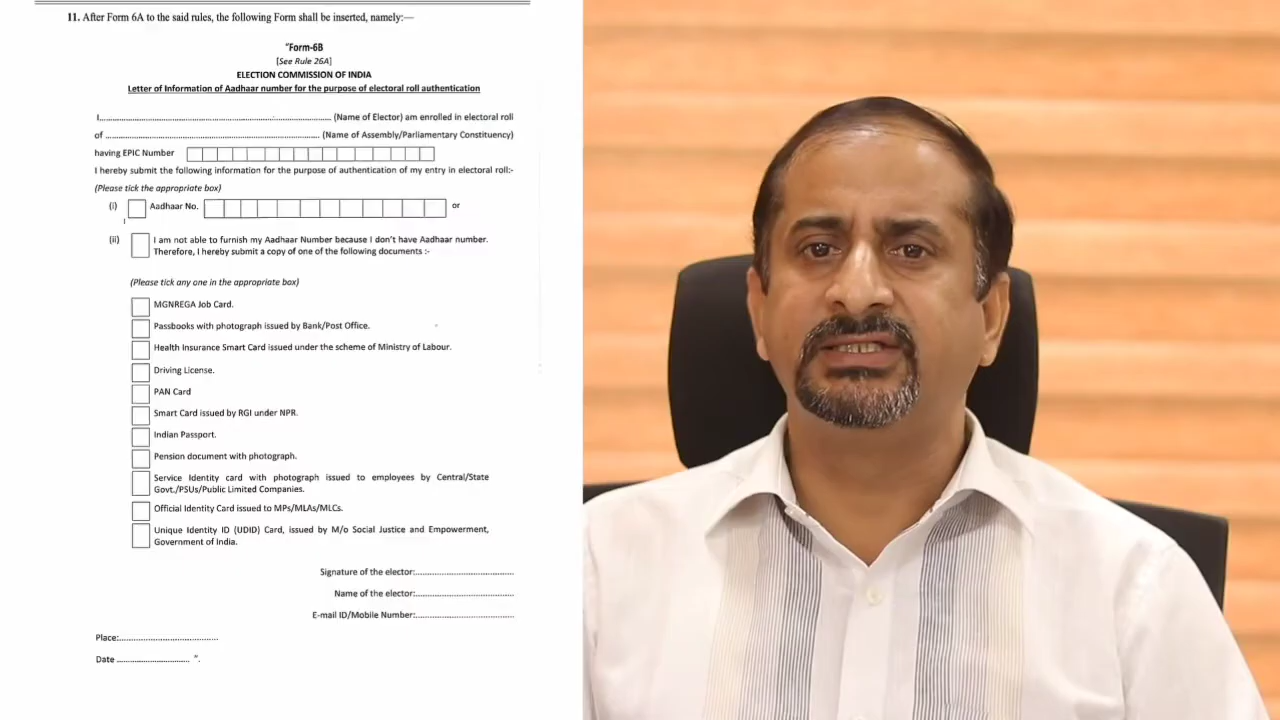 11. After Form 6A to the said rules, the following Form shall be inserted, namely:—
"Form-6B
[See Rule 26A]
ELECTION COMMISSION OF INDIA
Letter of Information of Aadhaar number for the purpose of electoral roll authentication
I............................................................ (Name of Elector) am enrolled in electoral roll
of ............................................................ (Name of Assembly/Parliamentary Constituency)
having EPIC Number
I hereby submit the following information for the purpose of authentication of my entry in electoral roll:-
(Please tick the appropriate box)
(i) Aadhaar No. or
(ii) I am not able to furnish my Aadhaar Number because I don't have Aadhaar number.
Therefore, I hereby submit a copy of one of the following documents :-
(Please tick any one in the appropriate box)
MGNREGA Job Card.
Passbooks with photograph issued by Bank/Post Office.
Health Insurance Smart Card issued under the scheme of Ministry of Labour.
Driving License.
PAN Card
Smart Card issued by RGI under NPR.
Indian Passport.
Pension document with photograph.
Service Identity card with photograph issued to employees by Central/State
Govt./PSUs/Public Limited Companies.
Official Identity Card issued to MPs/MLAs/MLCs.
Unique Identity ID (UDID) Card, issued by M/o Social Justice and Empowerment,
Government of India.
Signature of the elector:..............................
Name of the elector:..............................
E-mail ID/Mobile Number:..............................
Place:..............................
Date .............................. ".